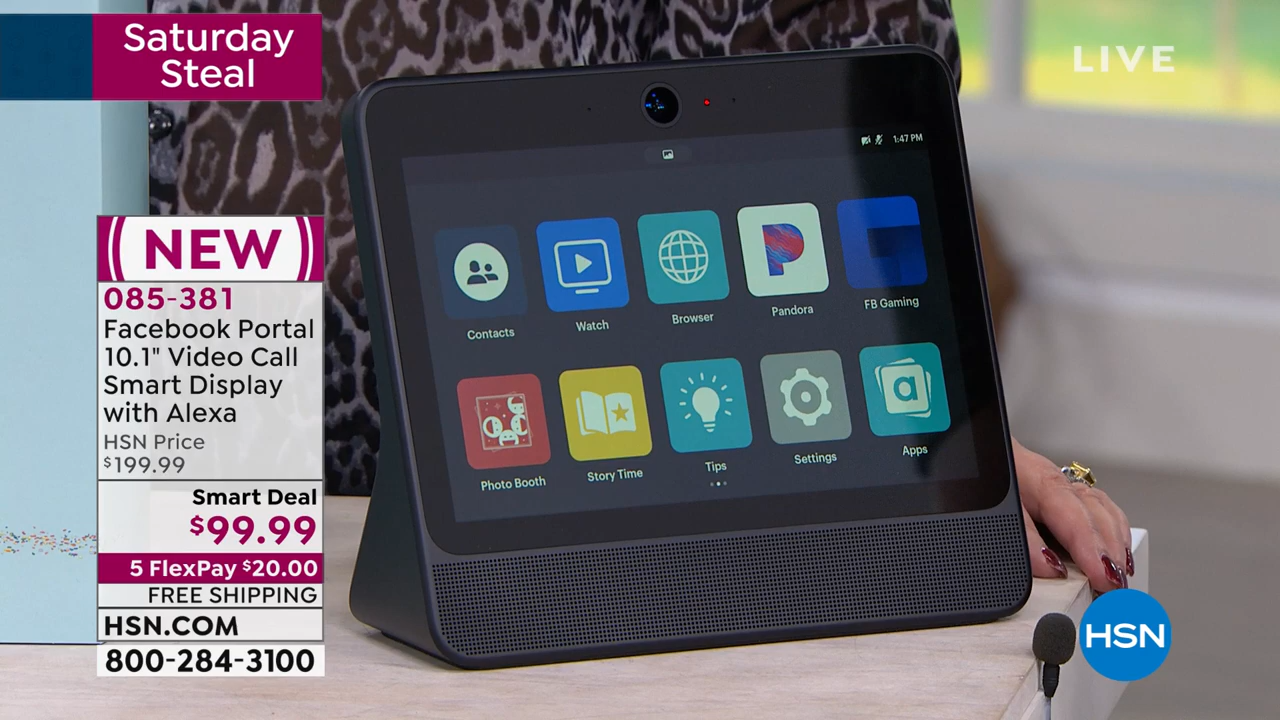 Saturday
Steal
LIVE
((NEW))
085-381
Facebook Portal
10.1" Video Call
Smart Display
with Alexa
HSN Price
$199.99
Smart Deal
$99.99
5 FlexPay $20.00
FREE SHIPPING
HSN.COM
800-284-3100
1:47 PM
Contacts
Watch
Browser
P
Pandora
FB Gaming
Photo Booth
Story Time
Tips
Settings
a
Apps
HSN